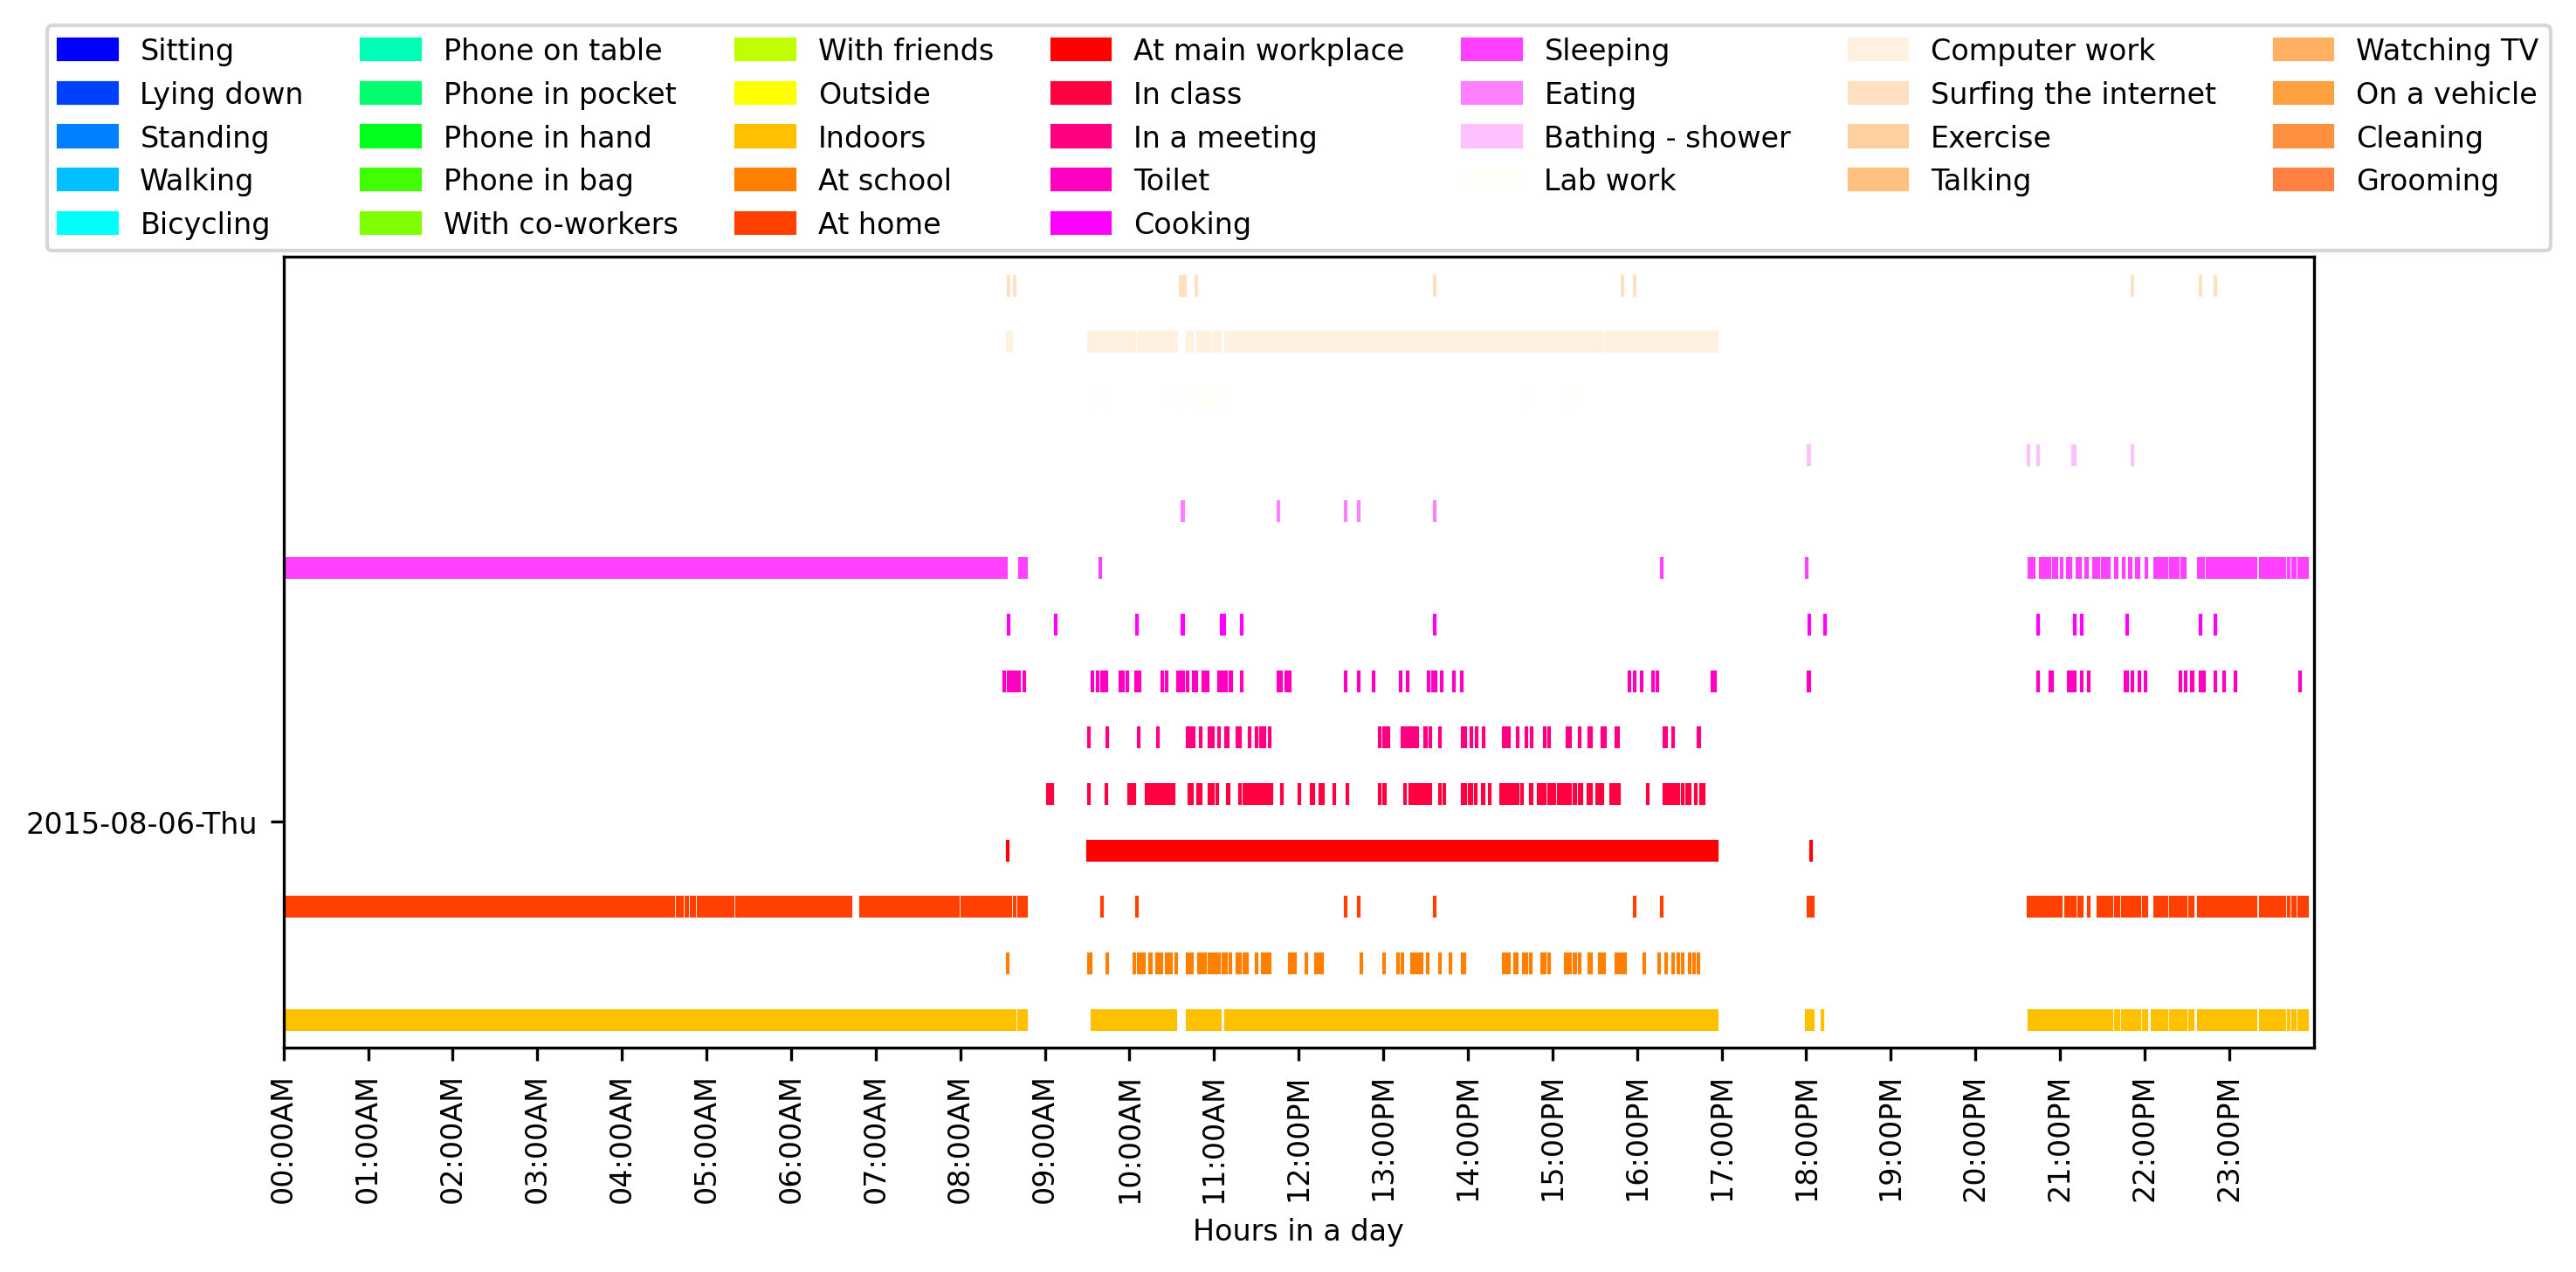 Sitting
Lying down
Standing
Walking
Bicycling
Phone on table
Phone in pocket
Phone in hand
Phone in bag
With co-workers
With friends
Outside
Indoors
At school
At home
At main workplace
In class
In a meeting
Toilet
Cooking
Sleeping
Eating
Bathing - shower
Lab work
Computer work
Surfing the internet
Exercise
Talking
Watching TV
On a vehicle
Cleaning
Grooming
2015-08-06-Thu
00:00AM
01:00AM
02:00AM
03:00AM
04:00AM
05:00AM
06:00AM
07:00AM
08:00AM
09:00AM
10:00AM
11:00AM
12:00PM
13:00PM
14:00PM
15:00PM
16:00PM
17:00PM
18:00PM
19:00PM
20:00PM
21:00PM
22:00PM
23:00PM
Hours in a day